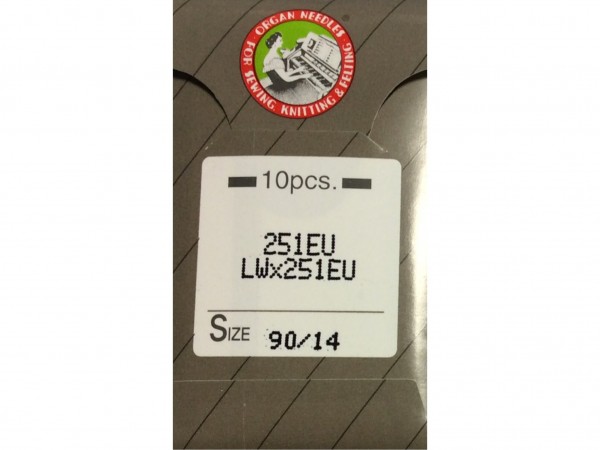 · ORGAN NEEDLES ·
FOR SEWING, KNITTING & FELTING
®
10pcs.
251EU
LWx251EU
SIZE 90/14